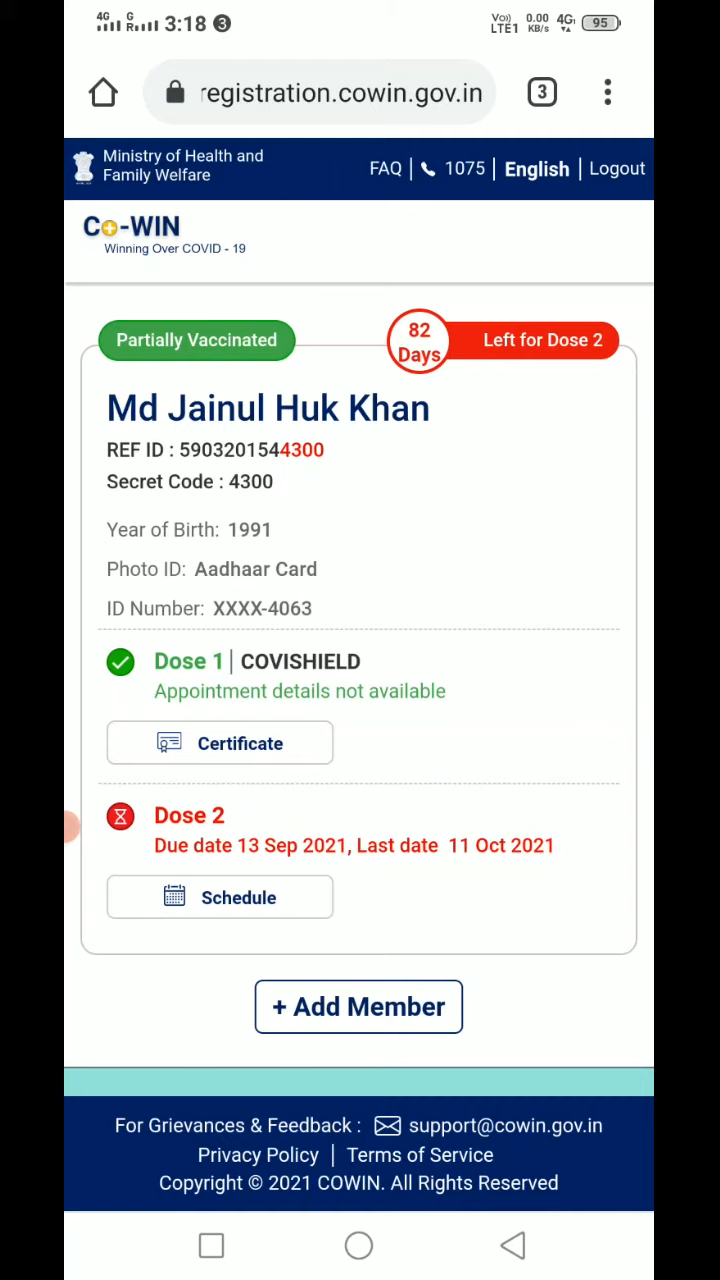 4G G R 3:18 3 Vo)) LTE1 0.00 KB/s 4G 95
registration.cowin.gov.in 3
Ministry of Health and
Family Welfare
FAQ | 1075 | English | Logout
Co-WIN
Winning Over COVID - 19
Partially Vaccinated
82
Days
Left for Dose 2
Md Jainul Huk Khan
REF ID : 59032015444300
Secret Code : 4300
Year of Birth: 1991
Photo ID: Aadhaar Card
ID Number: XXXX-4063
Dose 1 | COVISHIELD
Appointment details not available
Certificate
Dose 2
Due date 13 Sep 2021, Last date 11 Oct 2021
Schedule
+ Add Member
For Grievances & Feedback : support@cowin.gov.in
Privacy Policy | Terms of Service
Copyright © 2021 COWIN. All Rights Reserved